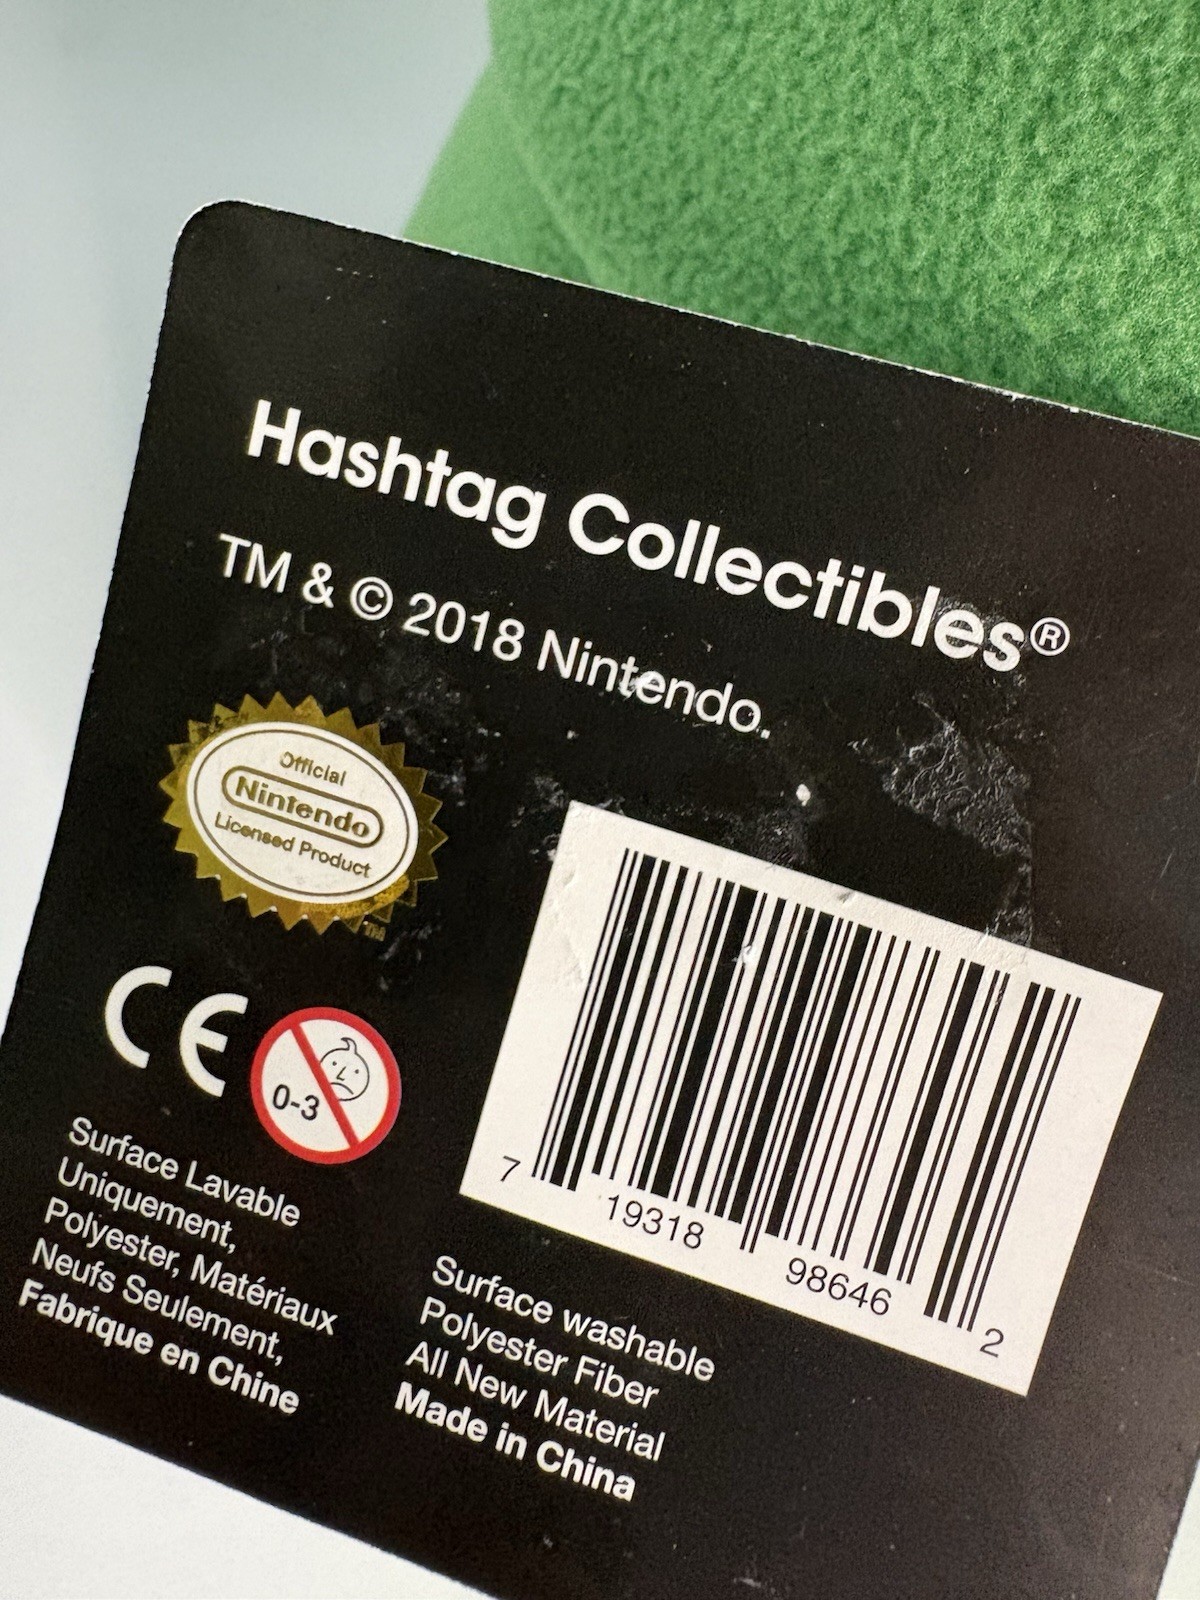 Hashtag Collectibles®
TM & © 2018 Nintendo.
Official
Nintendo
Licensed Product
TM
CE
0-3
7
19318
98646
2
Surface Lavable
Uniquement,
Polyester, Matériaux
Neufs Seulement,
Fabrique en Chine
Surface washable
Polyester Fiber
All New Material
Made in China